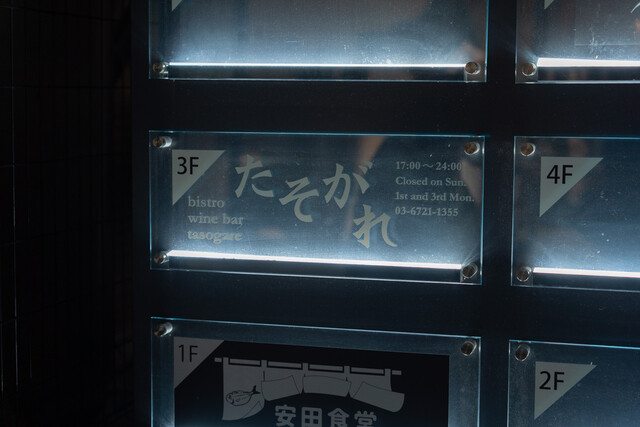 3F
たそがれ
bistro
wine bar
tasogare
17:00～24:00
Closed on Sun.
1st and 3rd Mon.
03-6721-1355
4F
1F
安田食堂
2F